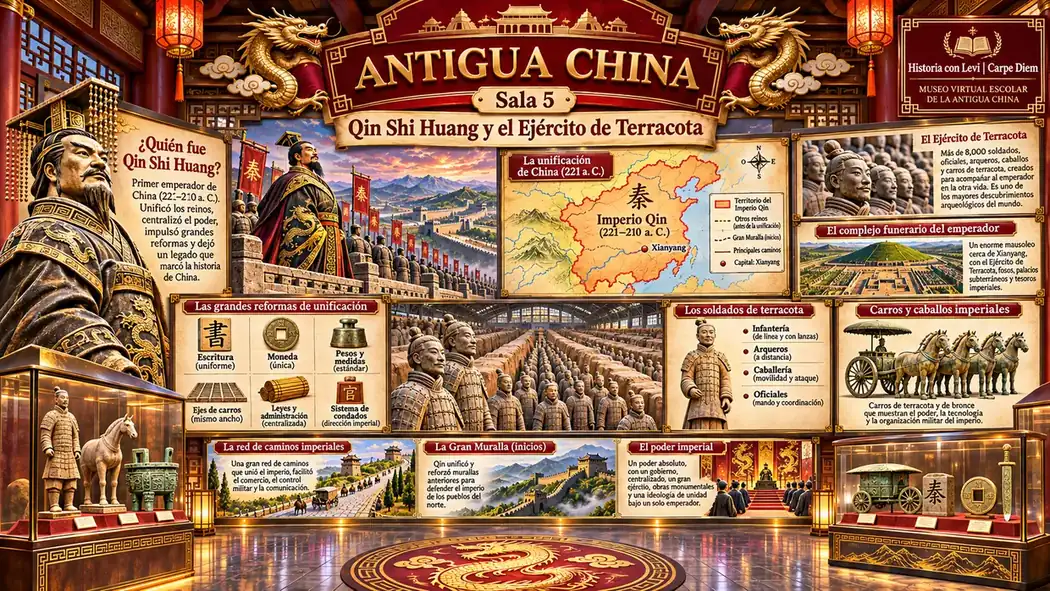 ANTIGUA CHINA
Sala 5
Qin Shi Huang y el Ejército de Terracota
Historia con Levi | Carpe Diem
MUSEO VIRTUAL ESCOLAR
DE LA ANTIGUA CHINA
¿Quién fue
Qin Shi Huang?
Primer emperador de
China (221–210 a. C.).
Unificó los reinos,
centralizó el poder,
impulsó grandes
reformas y dejó
un legado que
marcó la historia
de China.
秦
La unificación
de China (221 a. C.)
秦
Imperio Qin
(221–210 a. C.)
Xianyang
N
Territorio del
Imperio Qin
Otros reinos
(antes de la unificación)
Gran Muralla (inicios)
Principales caminos
Capital: Xianyang
El Ejército de Terracota
Más de 8,000 soldados,
oficiales, arqueros, caballos
y carros de terracota, creados
para acompañar al emperador
en la otra vida. Es uno de
los mayores descubrimientos
arqueológicos del mundo.
El complejo funerario del emperador
Un enorme mausoleo
cerca de Xianyang,
con el Ejército de
Terracota, fosos, palacios
subterráneos y tesoros
imperiales.
Las grandes reformas de unificación
書
Escritura
(uniforme)
Moneda
(única)
Pesos y
medidas
(estándar)
Ejes de carros
(mismo ancho)
Leyes y
administración
(centralizada)
Sistema de
condados
(dirección imperial)
Los soldados de terracota
Infantería
(de línea y con lanzas)
Arqueros
(a distancia)
Caballería
(movilidad y ataque)
Oficiales
(mando y coordinación)
Carros y caballos imperiales
Carros de terracota y de bronce
que muestran el poder, la tecnología
y la organización militar del imperio.
La red de caminos imperiales
Una gran red de caminos
que unió el imperio, facilitó
el comercio, el control
militar y la comunicación.
La Gran Muralla (inicios)
Qin unificó y
reforzó murallas
anteriores para
defender el imperio
de los pueblos del
norte.
El poder imperial
Un poder absoluto,
con un gobierno,
centralizado, un gran
ejército, obras monumentales
y una ideología de unidad
bajo un solo emperador.
秦